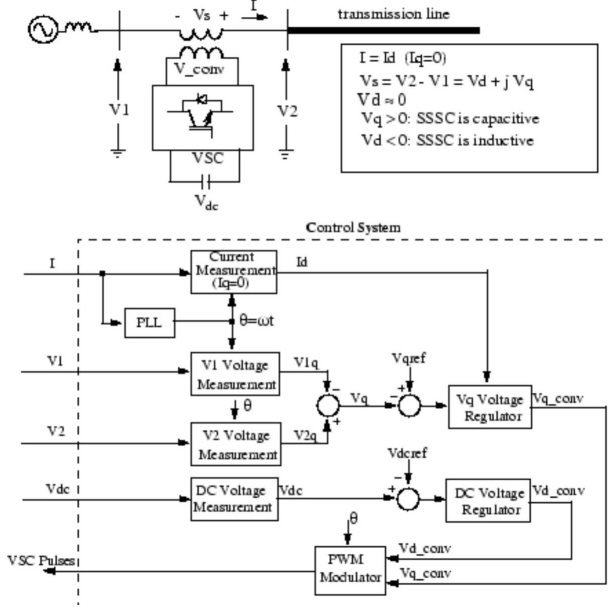 - Vs +
I
transmission line
V_conv
V1
V2
VSC
Vdc
I = Id (Iq=0)
Vs = V2 - V1 = Vd + j Vq
Vd ≈ 0
Vq > 0: SSSC is capacitive
Vd < 0: SSSC is inductive
Control System
I
Current
Measurement
(Iq=0)
Id
PLL
θ=ωt
V1
V1 Voltage
Measurement
V1q
Vqref
θ
-
+
Vq
-
+
Vq Voltage
Regulator
Vq_conv
V2
V2 Voltage
Measurement
V2q
Vdcref
Vdc
DC Voltage
Measurement
Vdc
+
-
DC Voltage
Regulator
Vd_conv
θ
VSC Pulses
PWM
Modulator
Vd_conv
Vq_conv